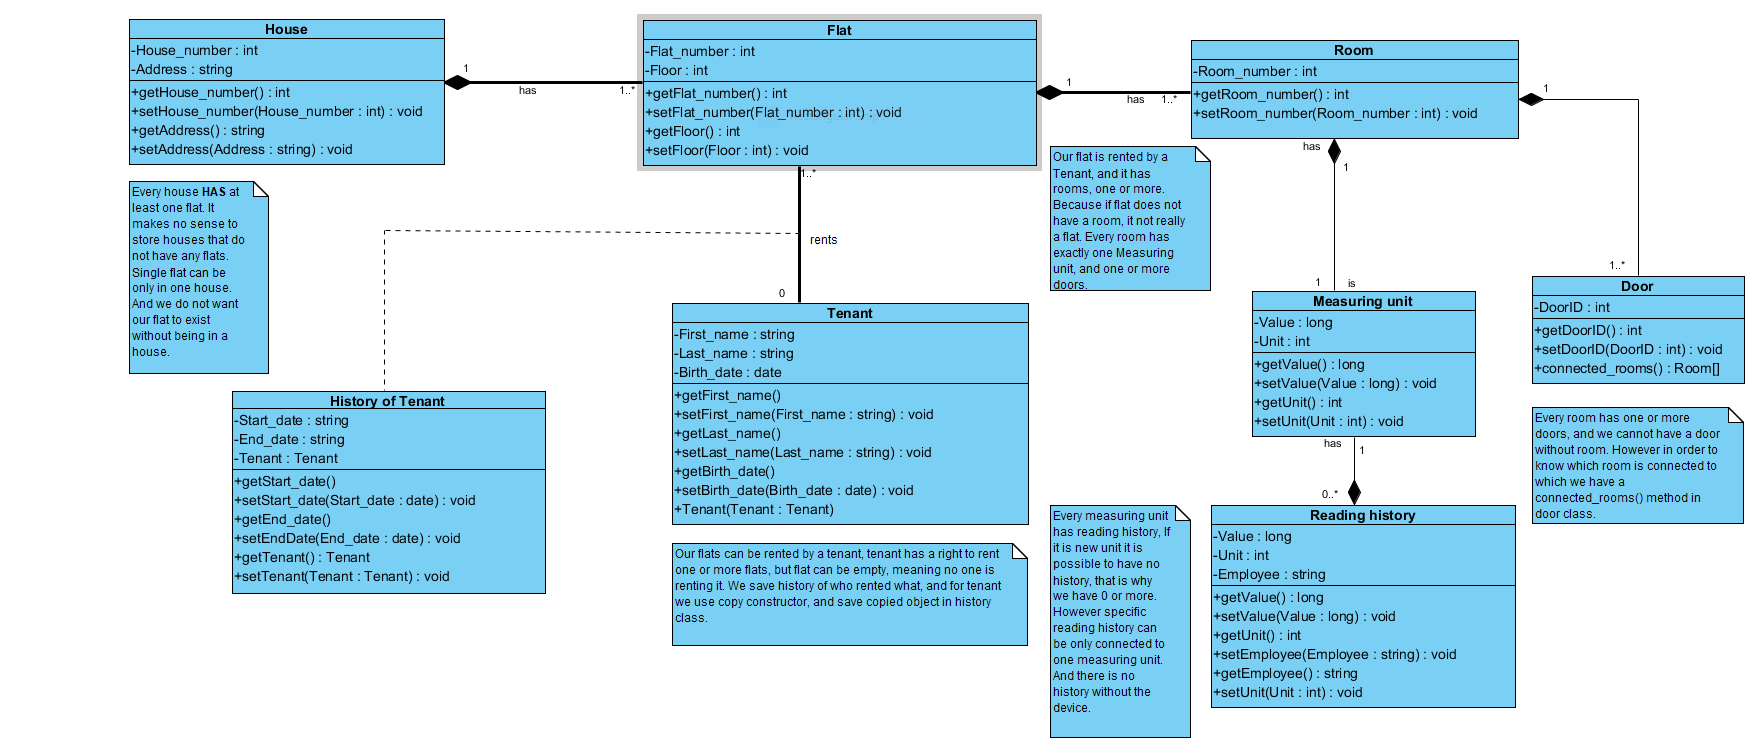 House
-House_number : int
-Address : string
+getHouse_number() : int
+setHouse_number(House_number : int) : void
+getAddress() : string
+setAddress(Address : string) : void
1
has
1..*
Flat
-Flat_number : int
-Floor : int
+getFlat_number() : int
+setFlat_number(Flat_number : int) : void
+getFloor() : int
+setFloor(Floor : int) : void
1
has
1..*
Room
-Room_number : int
+getRoom_number() : int
+setRoom_number(Room_number : int) : void
1
1..*
has
1
1
is
Every house HAS at
least one flat. It
makes no sense to
store houses that do
not have any flats.
Single flat can be
only in one house.
And we do not want
our flat to exist
without being in a
house.
1..*
rents
0
Our flat is rented by a
Tenant, and it has
rooms, one or more.
Because if flat does not
have a room, it not really
a flat. Every room has
exactly one Measuring
unit, and one or more
doors.
Door
-DoorID : int
+getDoorID() : int
+setDoorID(DoorID : int) : void
+connected_rooms() : Room[]
Measuring unit
-Value : long
-Unit : int
+getValue() : long
+setValue(Value : long) : void
+getUnit() : int
+setUnit(Unit : int) : void
has
1
0..*
Tenant
-First_name : string
-Last_name : string
-Birth_date : date
+getFirst_name()
+setFirst_name(First_name : string) : void
+getLast_name()
+setLast_name(Last_name : string) : void
+getBirth_date()
+setBirth_date(Birth_date : date) : void
+Tenant(Tenant : Tenant)
History of Tenant
-Start_date : string
-End_date : string
-Tenant : Tenant
+getStart_date()
+setStart_date(Start_date : date) : void
+getEnd_date()
+setEndDate(End_date : date) : void
+getTenant() : Tenant
+setTenant(Tenant : Tenant) : void
Every room has one or more
doors, and we cannot have a door
without room. However in order to
know which room is connected to
which we have a
connected_rooms() method in
door class.
Our flats can be rented by a tenant, tenant has a right to rent
one or more flats, but flat can be empty, meaning no one is
renting it. We save history of who rented what, and for tenant
we use copy constructor, and save copied object in history
class.
Every measuring unit
has reading history, If
it is new unit it is
possible to have no
history, that is why
we have 0 or more.
However specific
reading history can
be only connected to
one measuring unit.
And there is no
history without the
device.
Reading history
-Value : long
-Unit : int
-Employee : string
+getValue() : long
+setValue(Value : long) : void
+getUnit() : int
+setEmployee(Employee : string) : void
+getEmployee() : string
+setUnit(Unit : int) : void